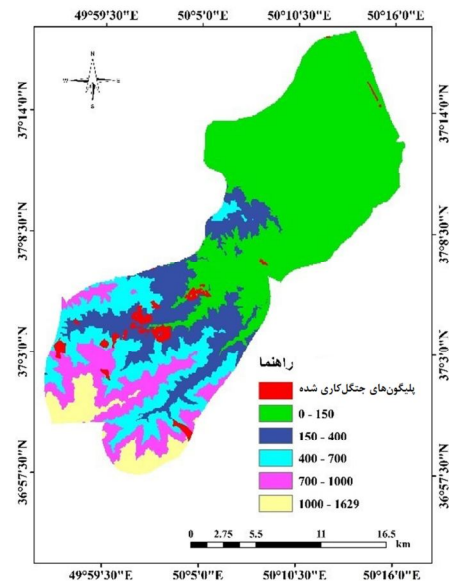 49°59'30"E 50°5'0"E 50°10'30"E 50°16'0"E
N
W E
S
37°14'0"N 37°14'0"N
37°8'30"N 37°8'30"N
37°3'0"N 37°3'0"N
36°57'30"N 36°57'30"N
راهنما
پلیگون‌های جنگل‌کاری شده
0 - 150
150 - 400
400 - 700
700 - 1000
1000 - 1629
0 2.75 5.5 11 16.5
km
49°59'30"E 50°5'0"E 50°10'30"E 50°16'0"E